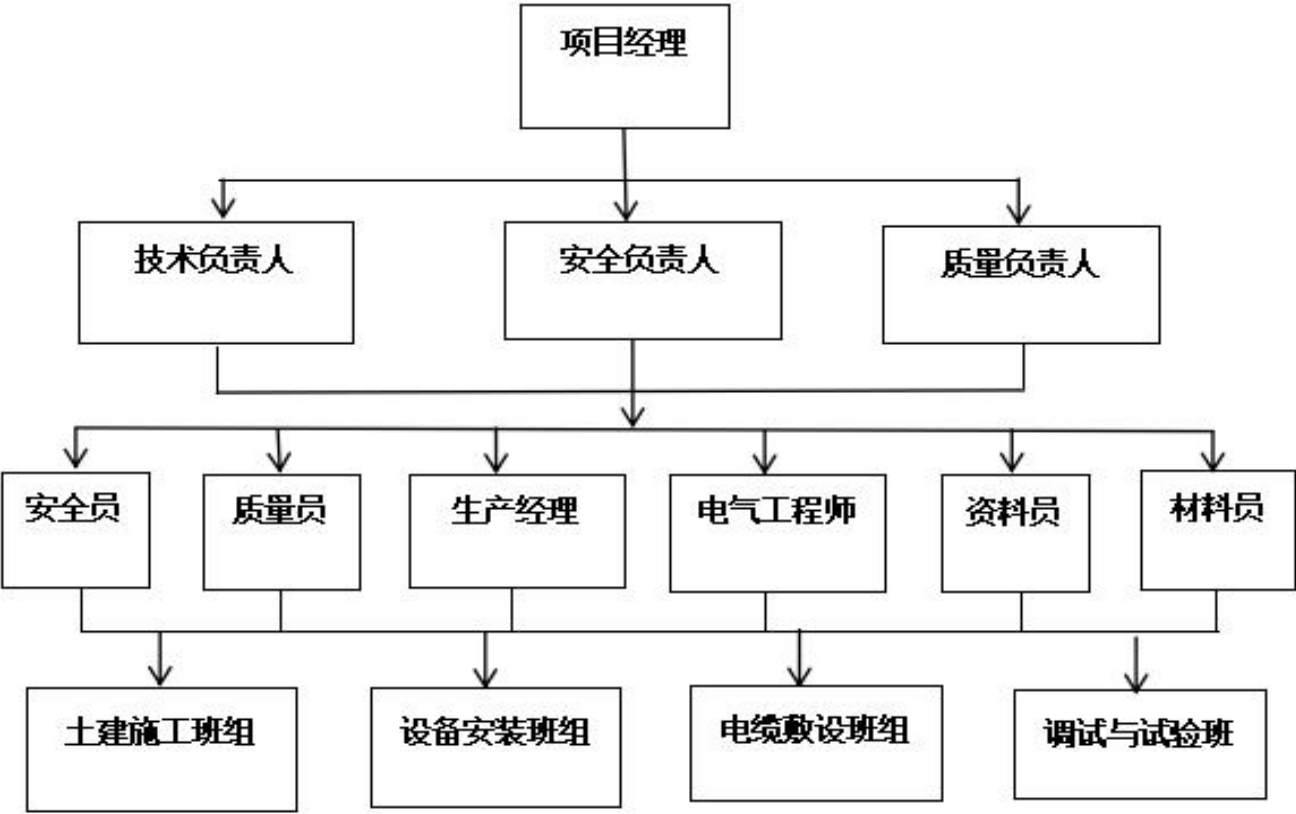 项目经理
技术负责人
安全负责人
质量负责人
安全员
质量员
生产经理
电气工程师
资料员
材料员
土建施工班组
设备安装班组
电缆敷设班组
调试与试验班